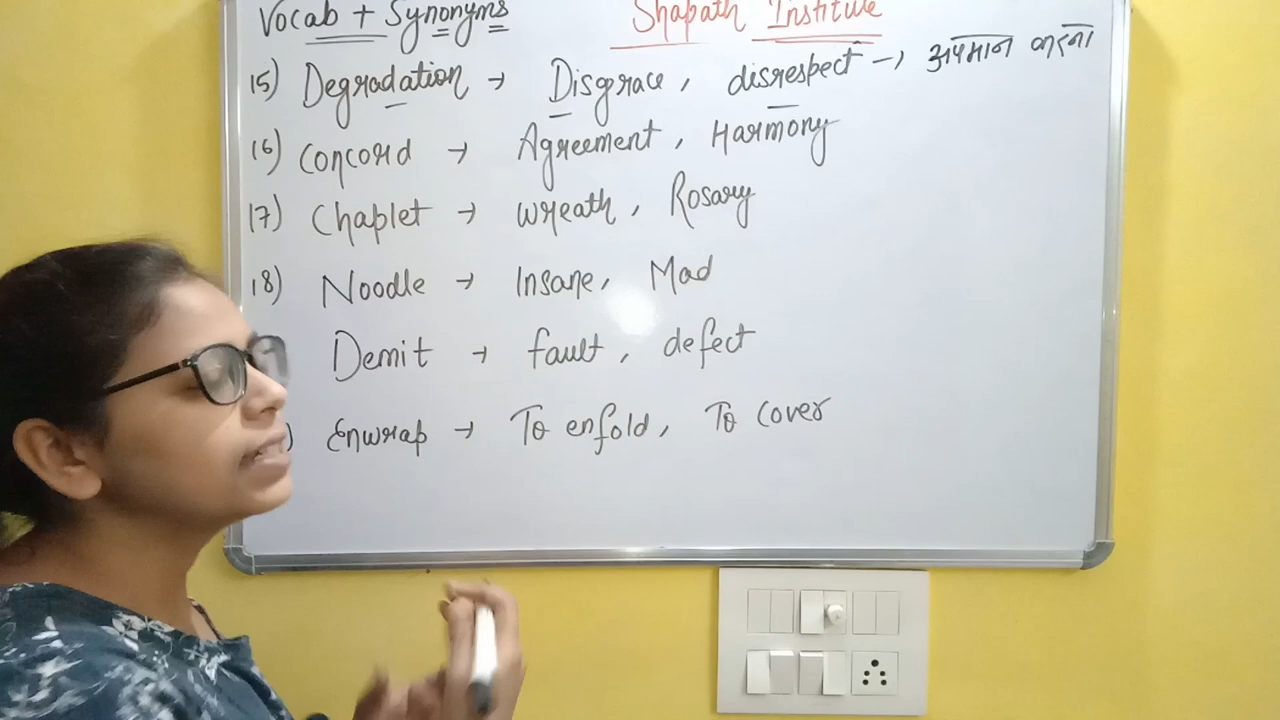 Vocab + Synonyms Shapath Institute
15) Degradation → Disgrace, disrespect → अपमान करना
16) Concord → Agreement, Harmony
17) Chaplet → Wreath, Rosary
18) Noodle → Insane, Mad
Demit → fault, defect
) Enwrap → To enfold, To cover